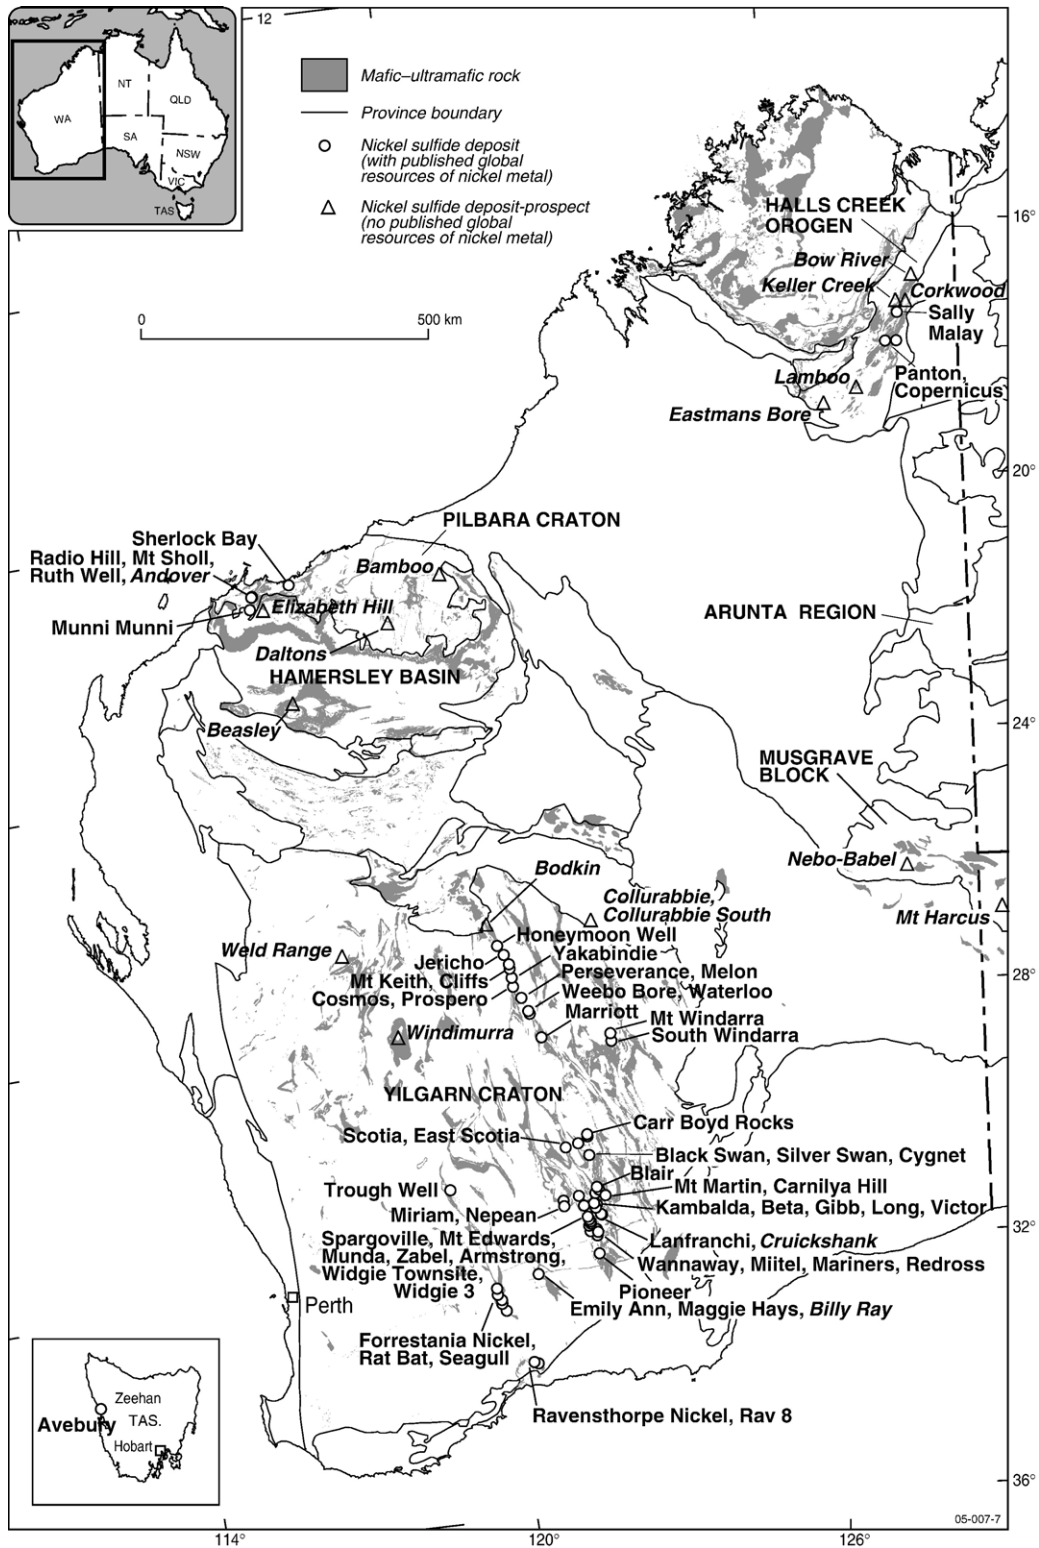 12
NT
QLD
WA
SA
NSW
VIC
TAS
Mafic–ultramafic rock
Province boundary
Nickel sulfide deposit
(with published global
resources of nickel metal)
Nickel sulfide deposit-prospect
(no published global
resources of nickel metal)
0
500 km
HALLS CREEK
OROGEN
16°
Bow River
Keller Creek
Corkwood
Sally
Malay
Lamboo
Panton,
Copernicus
Eastmans Bore
20°
PILBARA CRATON
Sherlock Bay
Radio Hill, Mt Sholl,
Ruth Well, Andover
Bamboo
Elizabeth Hill
Munni Munni
ARUNTA REGION
Daltons
HAMERSLEY BASIN
Beasley
24°
MUSGRAVE
BLOCK
Nebo-Babel
Bodkin
Collurabbie,
Collurabbie South
Mt Harcus
Honeymoon Well
Weld Range
Jericho
Yakabindie
28°
Mt Keith, Cliffs
Perseverance, Melon
Cosmos, Prospero
Weebo Bore, Waterloo
Marriott
Mt Windarra
Windimurra
South Windarra
YILGARN CRATON
Carr Boyd Rocks
Scotia, East Scotia
Black Swan, Silver Swan, Cygnet
Blair
Trough Well
Mt Martin, Carnilya Hill
Miriam, Nepean
Kambalda, Beta, Gibb, Long, Victor
32°
Spargoville, Mt Edwards,
Munda, Zabel, Armstrong,
Widgie Townsite,
Widgie 3
Lanfranchi, Cruickshank
Wannaway, Miitel, Mariners, Redross
Pioneer
Perth
Emily Ann, Maggie Hays, Billy Ray
Forrestania Nickel,
Rat Bat, Seagull
Ravensthorpe Nickel, Rav 8
Zeehan
Avebury
TAS.
Hobart
36°
05-007-7
114°
120°
126°